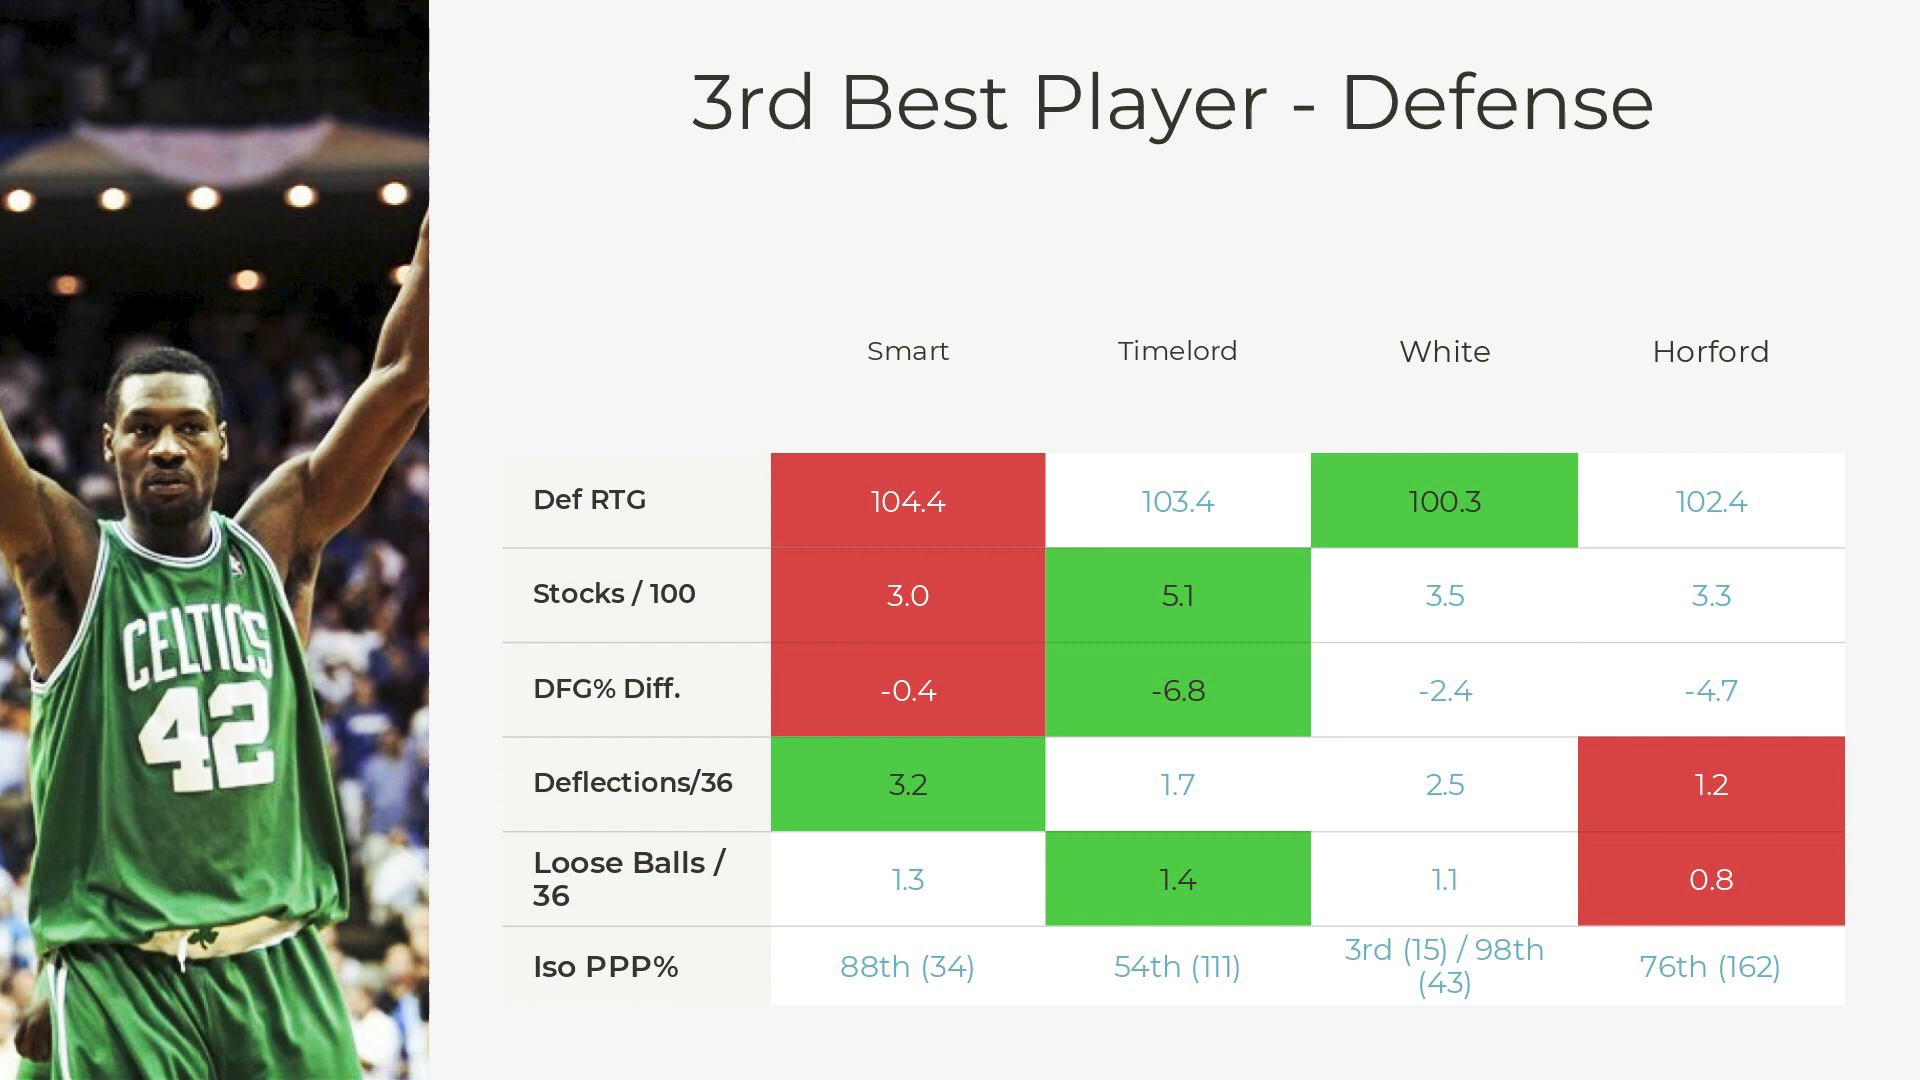 3rd Best Player - Defense
Smart Timelord White Horford
Def RTG 104.4 103.4 100.3 102.4
Stocks / 100 3.0 5.1 3.5 3.3
DFG% Diff. -0.4 -6.8 -2.4 -4.7
Deflections/36 3.2 1.7 2.5 1.2
Loose Balls /
36 1.3 1.4 1.1 0.8
Iso PPP% 88th (34) 54th (111) 3rd (15) / 98th
(43) 76th (162)
CELTICS
42